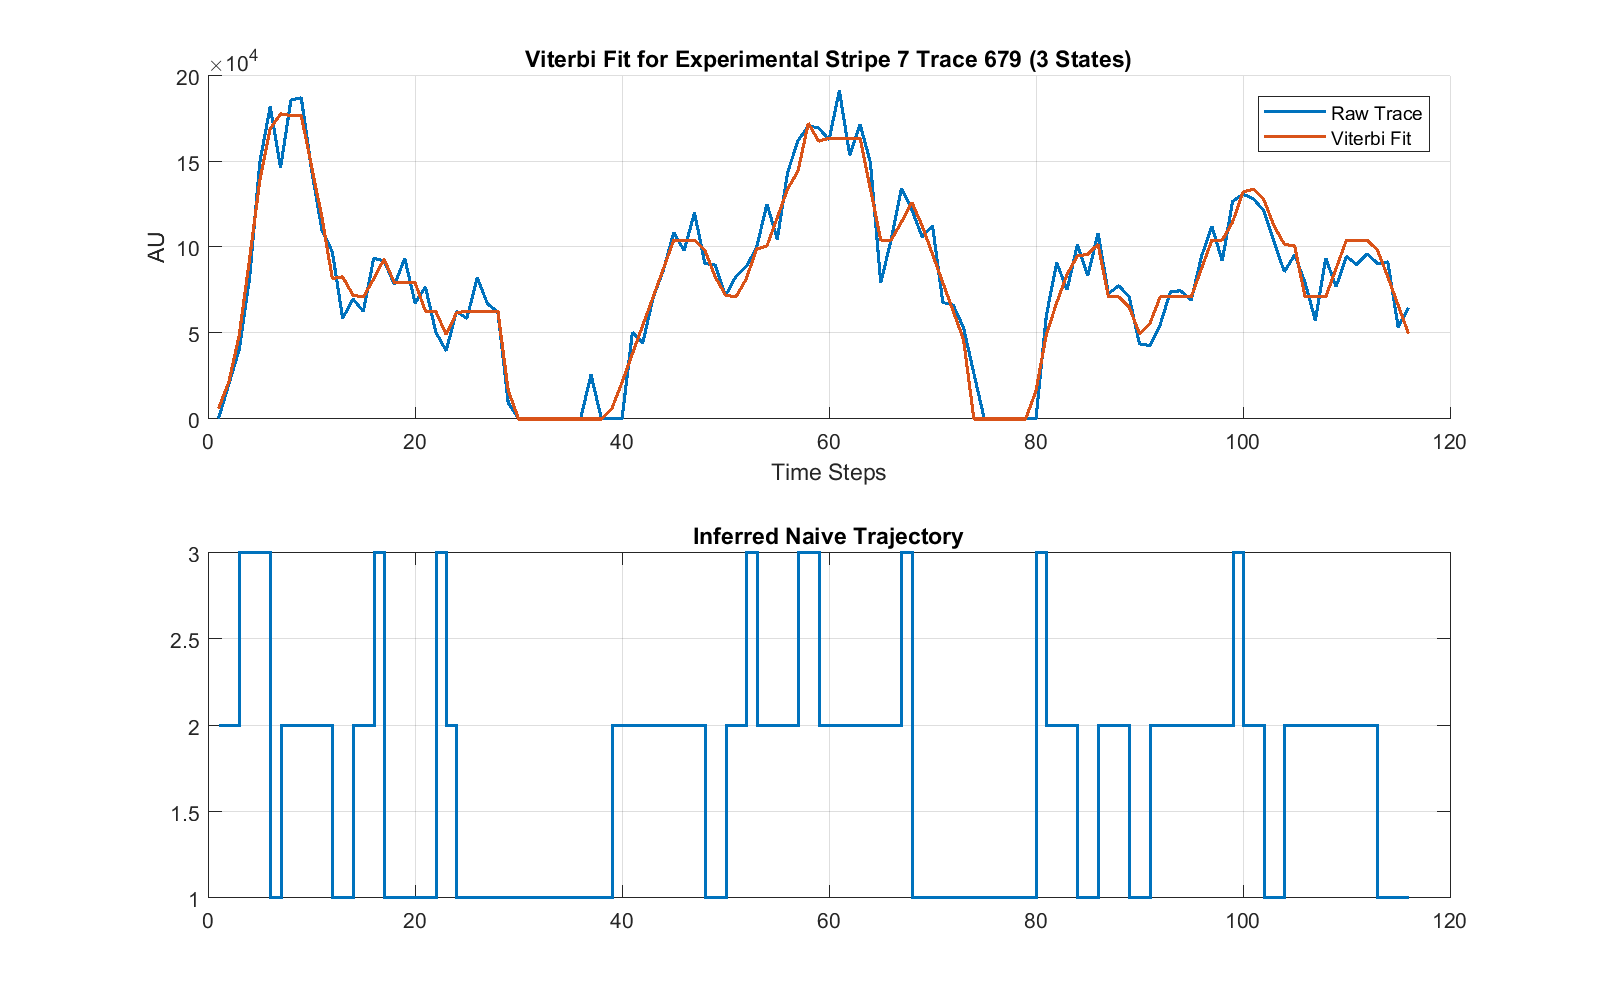 Viterbi Fit for Experimental Stripe 7 Trace 679 (3 States)
×10⁴
20
15
10
5
0
AU
Raw Trace
Viterbi Fit
0 20 40 60 80 100 120
Time Steps
Inferred Naive Trajectory
3
2.5
2
1.5
1
0 20 40 60 80 100 120